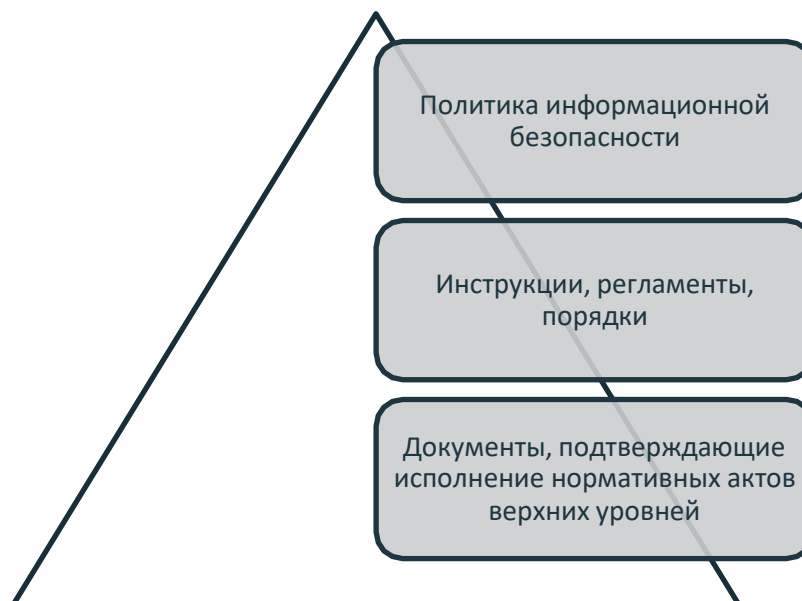 Политика информационной
безопасности
Инструкции, регламенты,
порядки
Документы, подтверждающие
исполнение нормативных актов
верхних уровней